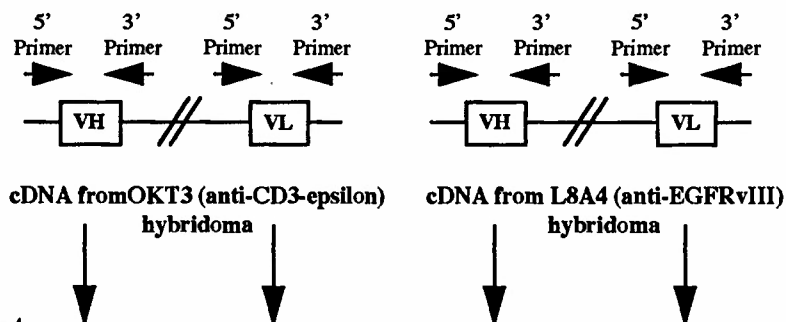 5’ 3’ 5’ 3’ 5’ 3’ 5’ 3’
Primer Primer Primer Primer Primer Primer Primer Primer
VH VL VH VL
cDNA fromOKT3 (anti-CD3-epsilon) cDNA from L8A4 (anti-EGFRvIII)
hybridoma hybridoma